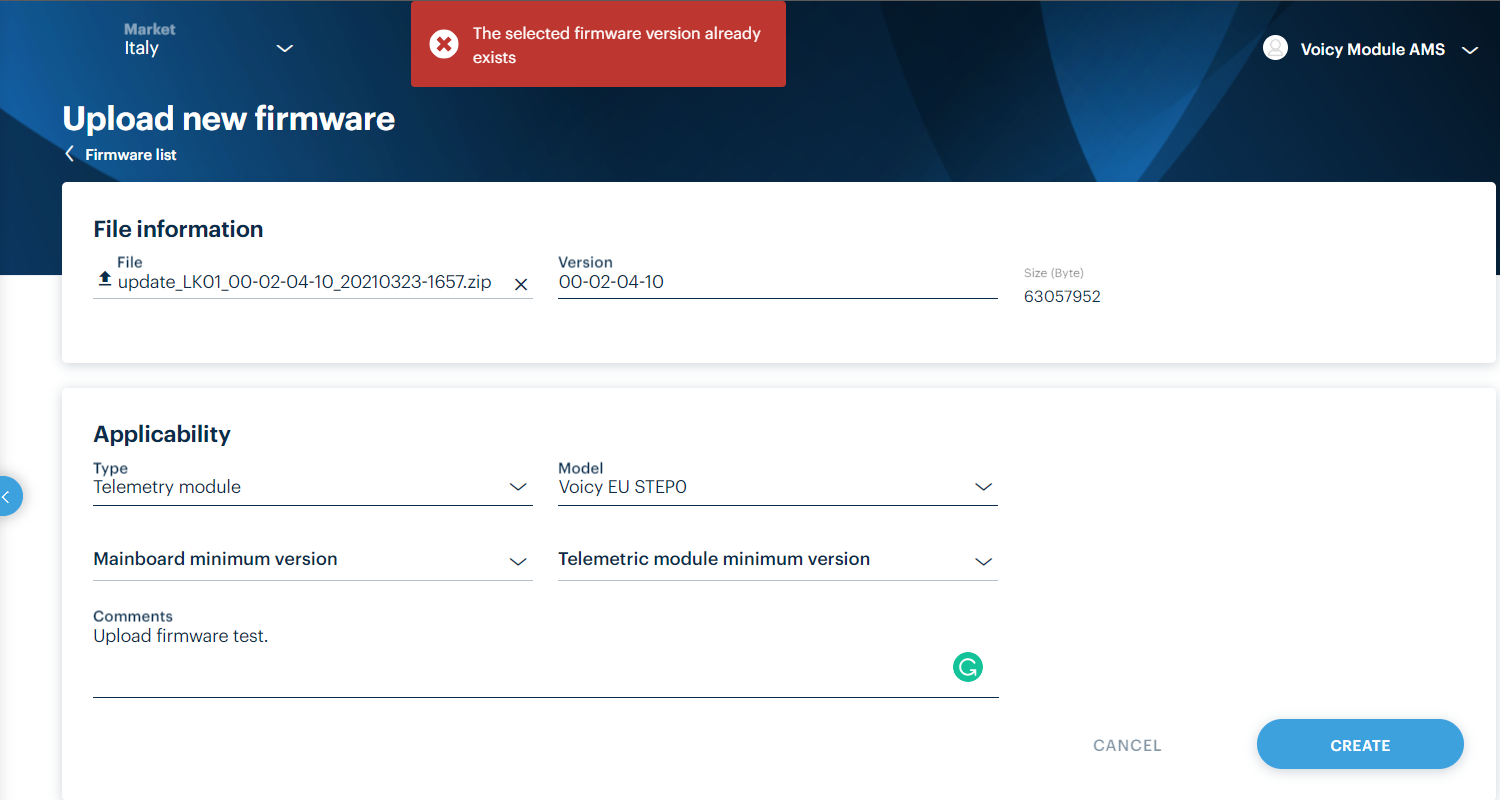 Market
Italy
The selected firmware version already
exists
Voicy Module AMS
Upload new firmware
Firmware list
File information
File
update_LK01_00-02-04-10_20210323-1657.zip
Version
00-02-04-10
Size (Byte)
63057952
Applicability
Type
Telemetry module
Model
Voicy EU STEP0
Mainboard minimum version
Telemetric module minimum version
Comments
Upload firmware test.
CANCEL
CREATE